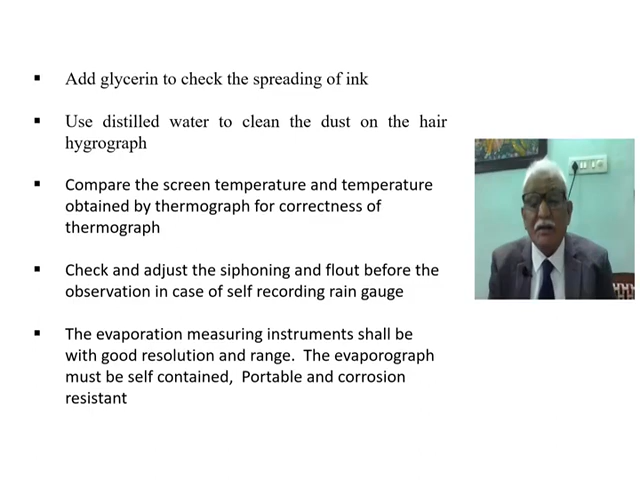 ▪ Add glycerin to check the spreading of ink
▪ Use distilled water to clean the dust on the hair
hygrograph
▪ Compare the screen temperature and temperature
obtained by thermograph for correctness of
thermograph
▪ Check and adjust the siphoning and flout before the
observation in case of self recording rain gauge
▪ The evaporation measuring instruments shall be
with good resolution and range. The evaporograph
must be self contained, Portable and corrosion
resistant